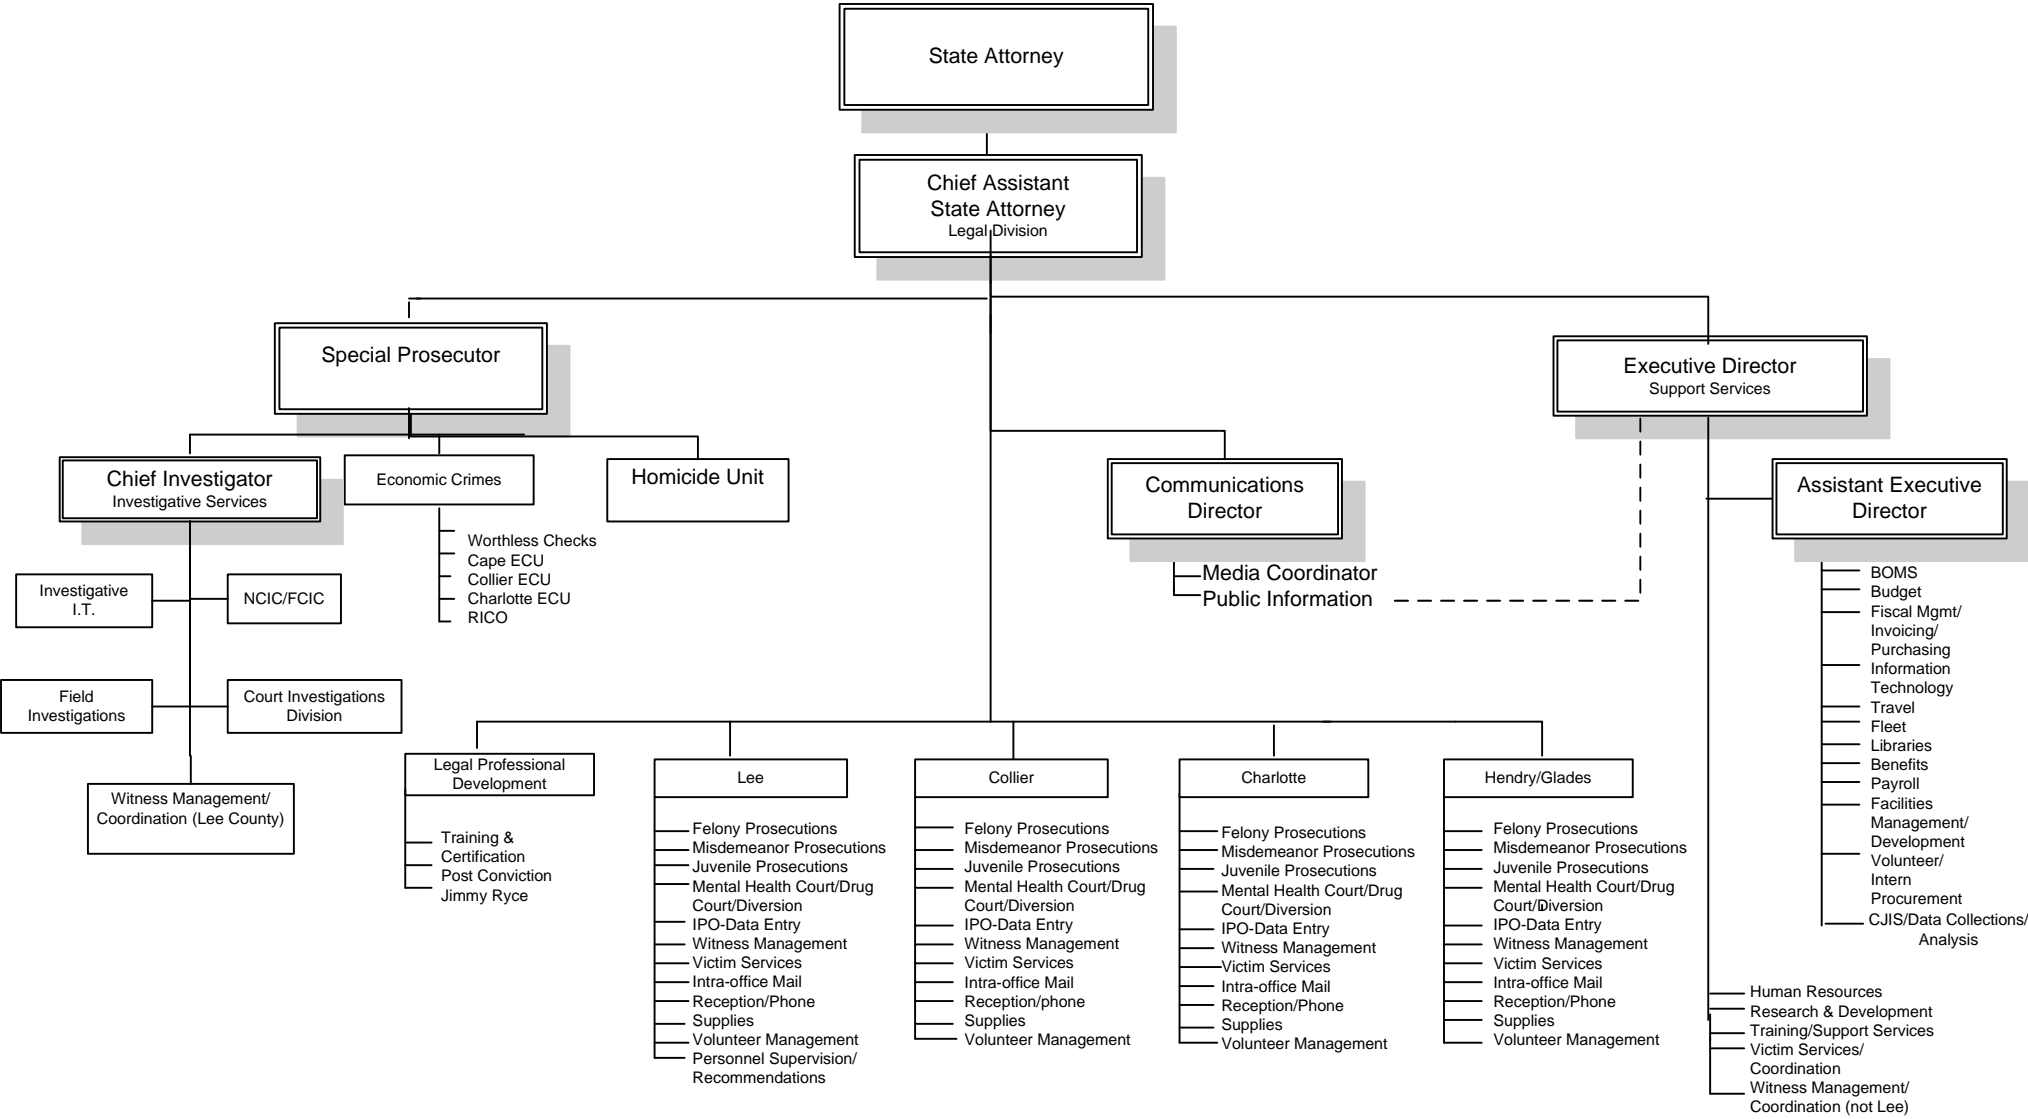 State Attorney
Chief Assistant
State Attorney
Legal Division
Special Prosecutor
Executive Director
Support Services
Chief Investigator
Investigative Services
Economic Crimes
Homicide Unit
Communications
Director
Assistant Executive
Director
Worthless Checks
Cape ECU
Collier ECU
Charlotte ECU
RICO
Media Coordinator
Public Information
Investigative
I.T.
NCIC/FCIC
Field
Investigations
Court Investigations
Division
Witness Management/
Coordination (Lee County)
BOMS
Budget
Fiscal Mgmt/
Invoicing/
Purchasing
Information
Technology
Travel
Fleet
Libraries
Benefits
Payroll
Facilities
Management/
Development
Volunteer/
Intern
Procurement
CJIS/Data Collections/
Analysis
Legal Professional
Development
Training &
Certification
Post Conviction
Jimmy Ryce
Lee
Felony Prosecutions
Misdemeanor Prosecutions
Juvenile Prosecutions
Mental Health Court/Drug
Court/Diversion
IPO-Data Entry
Witness Management
Victim Services
Intra-office Mail
Reception/Phone
Supplies
Volunteer Management
Personnel Supervision/
Recommendations
Collier
Felony Prosecutions
Misdemeanor Prosecutions
Juvenile Prosecutions
Mental Health Court/Drug
Court/Diversion
IPO-Data Entry
Witness Management
Victim Services
Intra-office Mail
Reception/phone
Supplies
Volunteer Management
Charlotte
Felony Prosecutions
Misdemeanor Prosecutions
Juvenile Prosecutions
Mental Health Court/Drug
Court/Diversion
IPO-Data Entry
Witness Management
Victim Services
Intra-office Mail
Reception/Phone
Supplies
Volunteer Management
Hendry/Glades
Felony Prosecutions
Misdemeanor Prosecutions
Juvenile Prosecutions
Mental Health Court/Drug
Court/Diversion
IPO-Data Entry
Witness Management
Victim Services
Intra-office Mail
Reception/Phone
Supplies
Volunteer Management
Human Resources
Research & Development
Training/Support Services
Victim Services/
Coordination
Witness Management/
Coordination (not Lee)